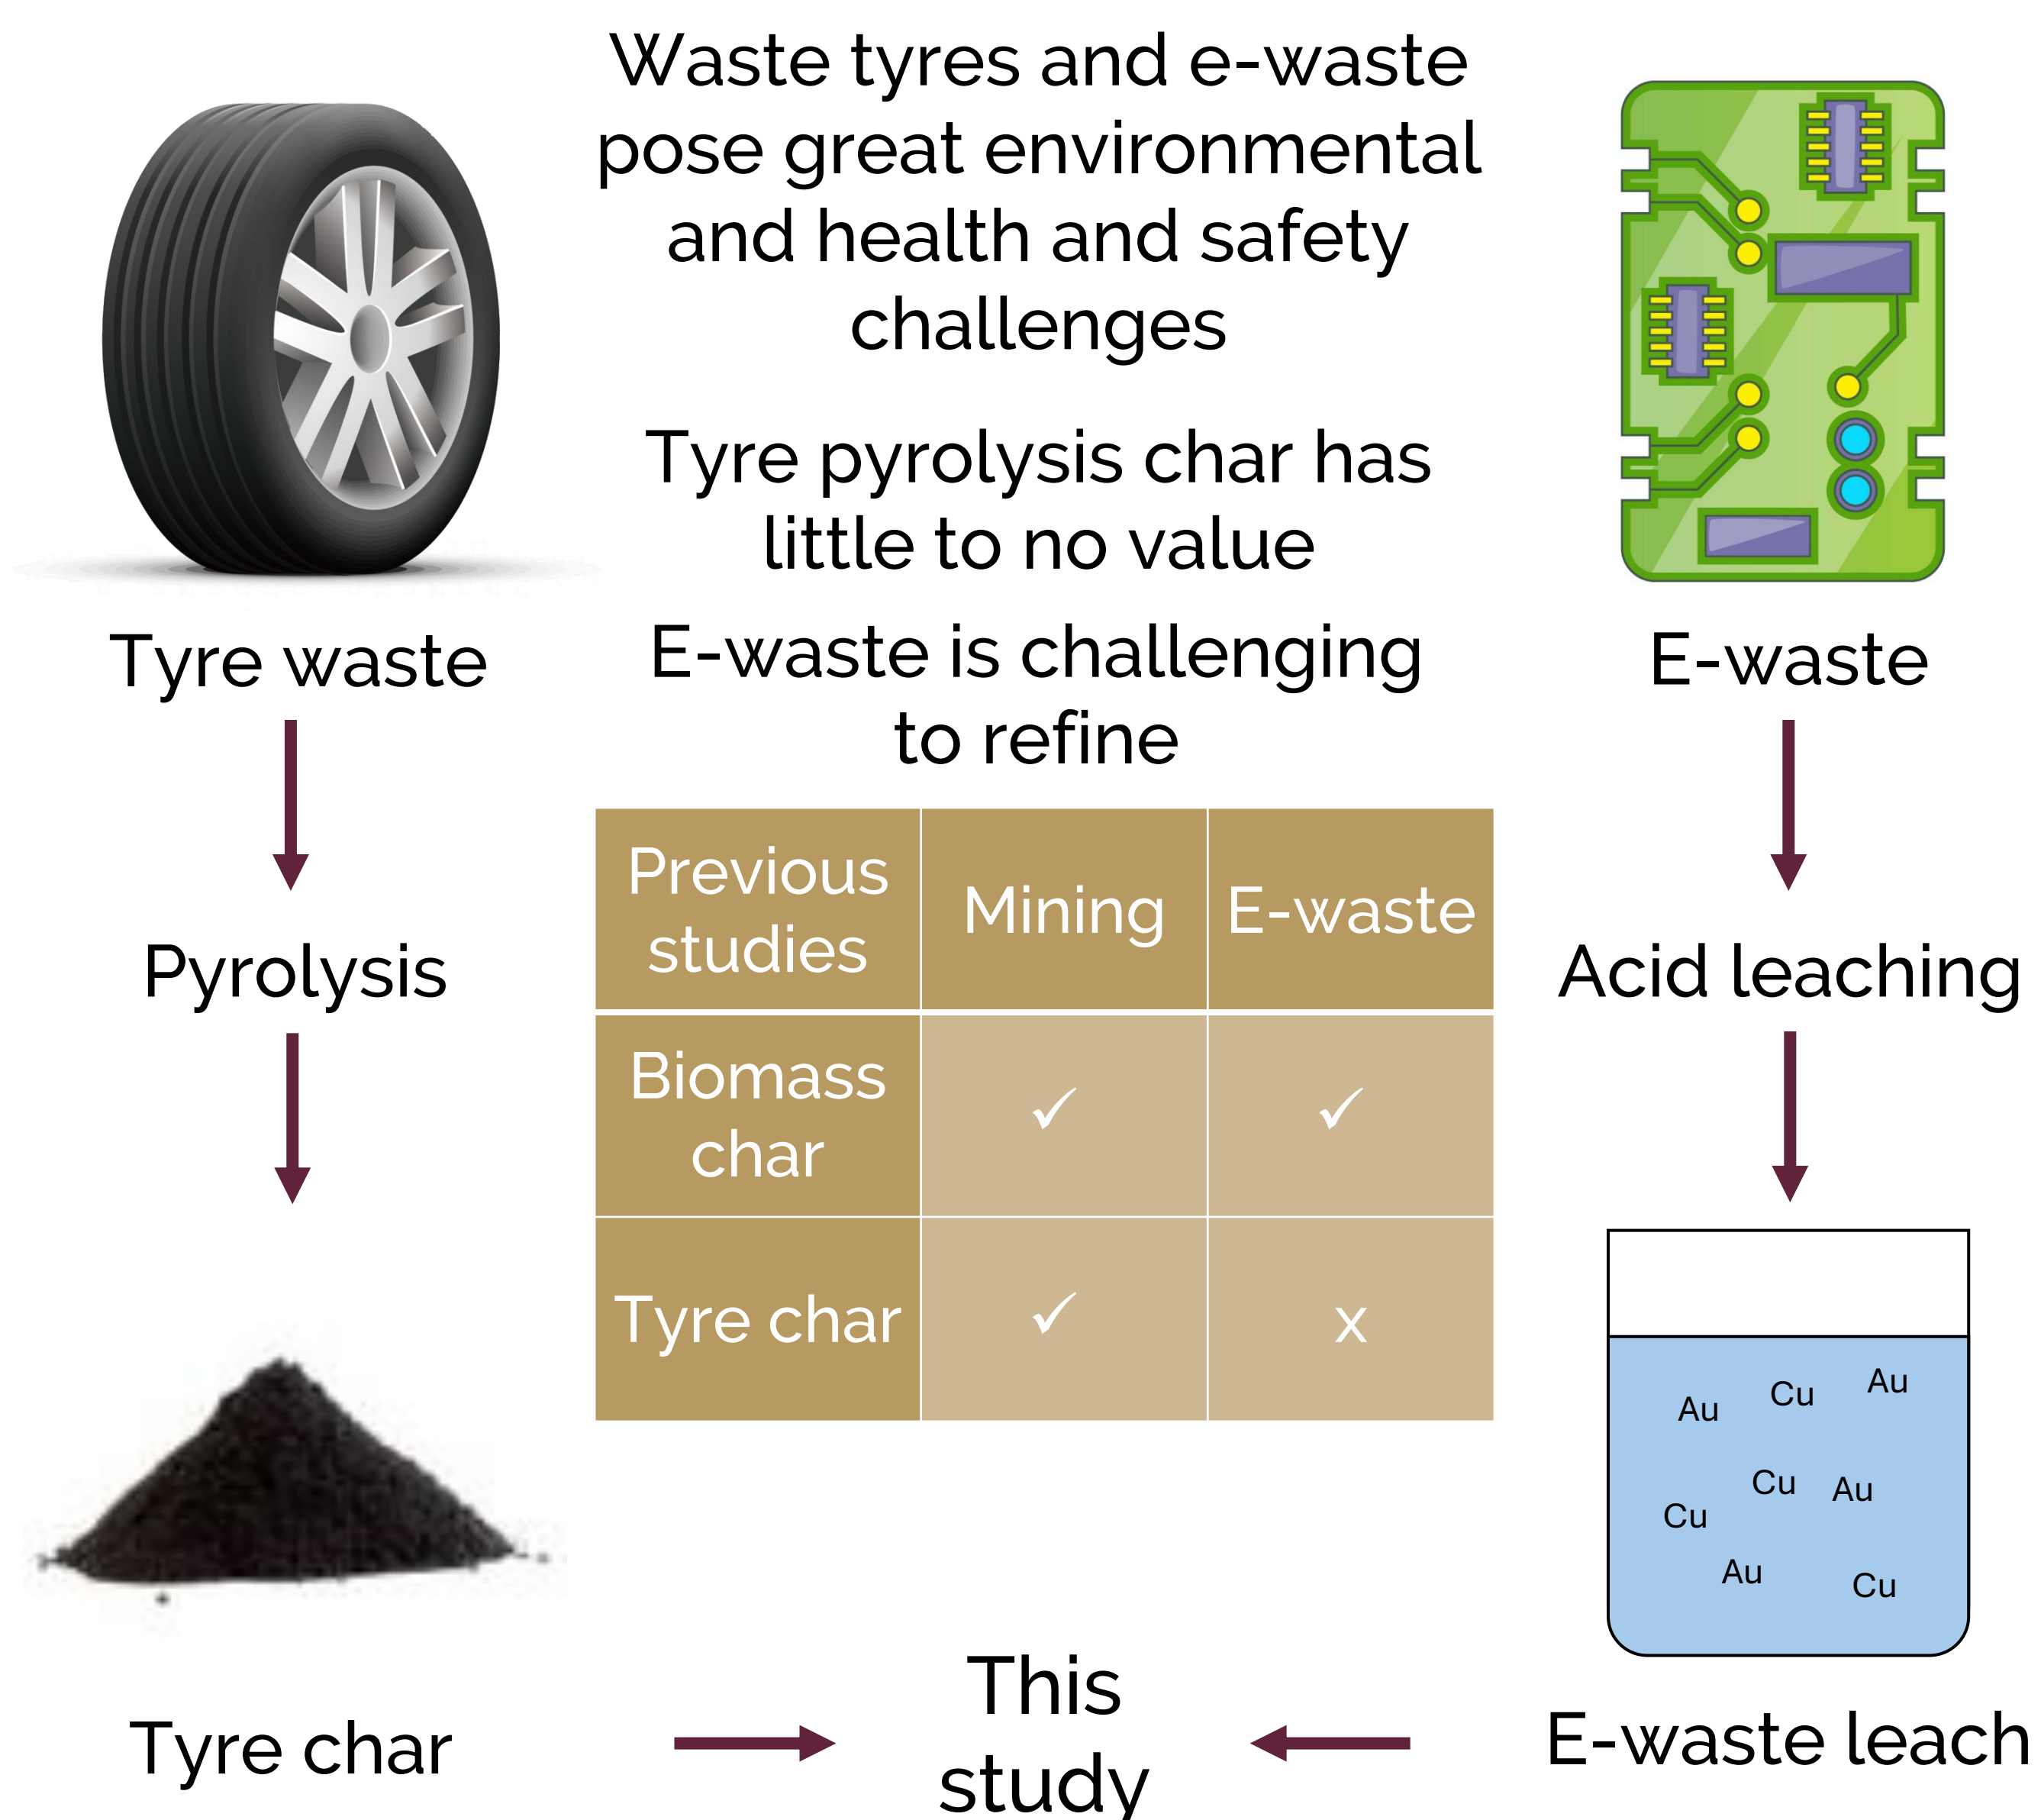 Waste tyres and e-waste
pose great environmental
and health and safety
challenges
Tyre pyrolysis char has
little to no value
E-waste is challenging
to refine
Tyre waste
Pyrolysis
Tyre char
Previous
studies
Mining
E-waste
Biomass
char
✓
✓
Tyre char
✓
x
E-waste
Acid leaching
Au
Cu
Au
Cu
Au
Cu
Au
Cu
E-waste leach
This
study